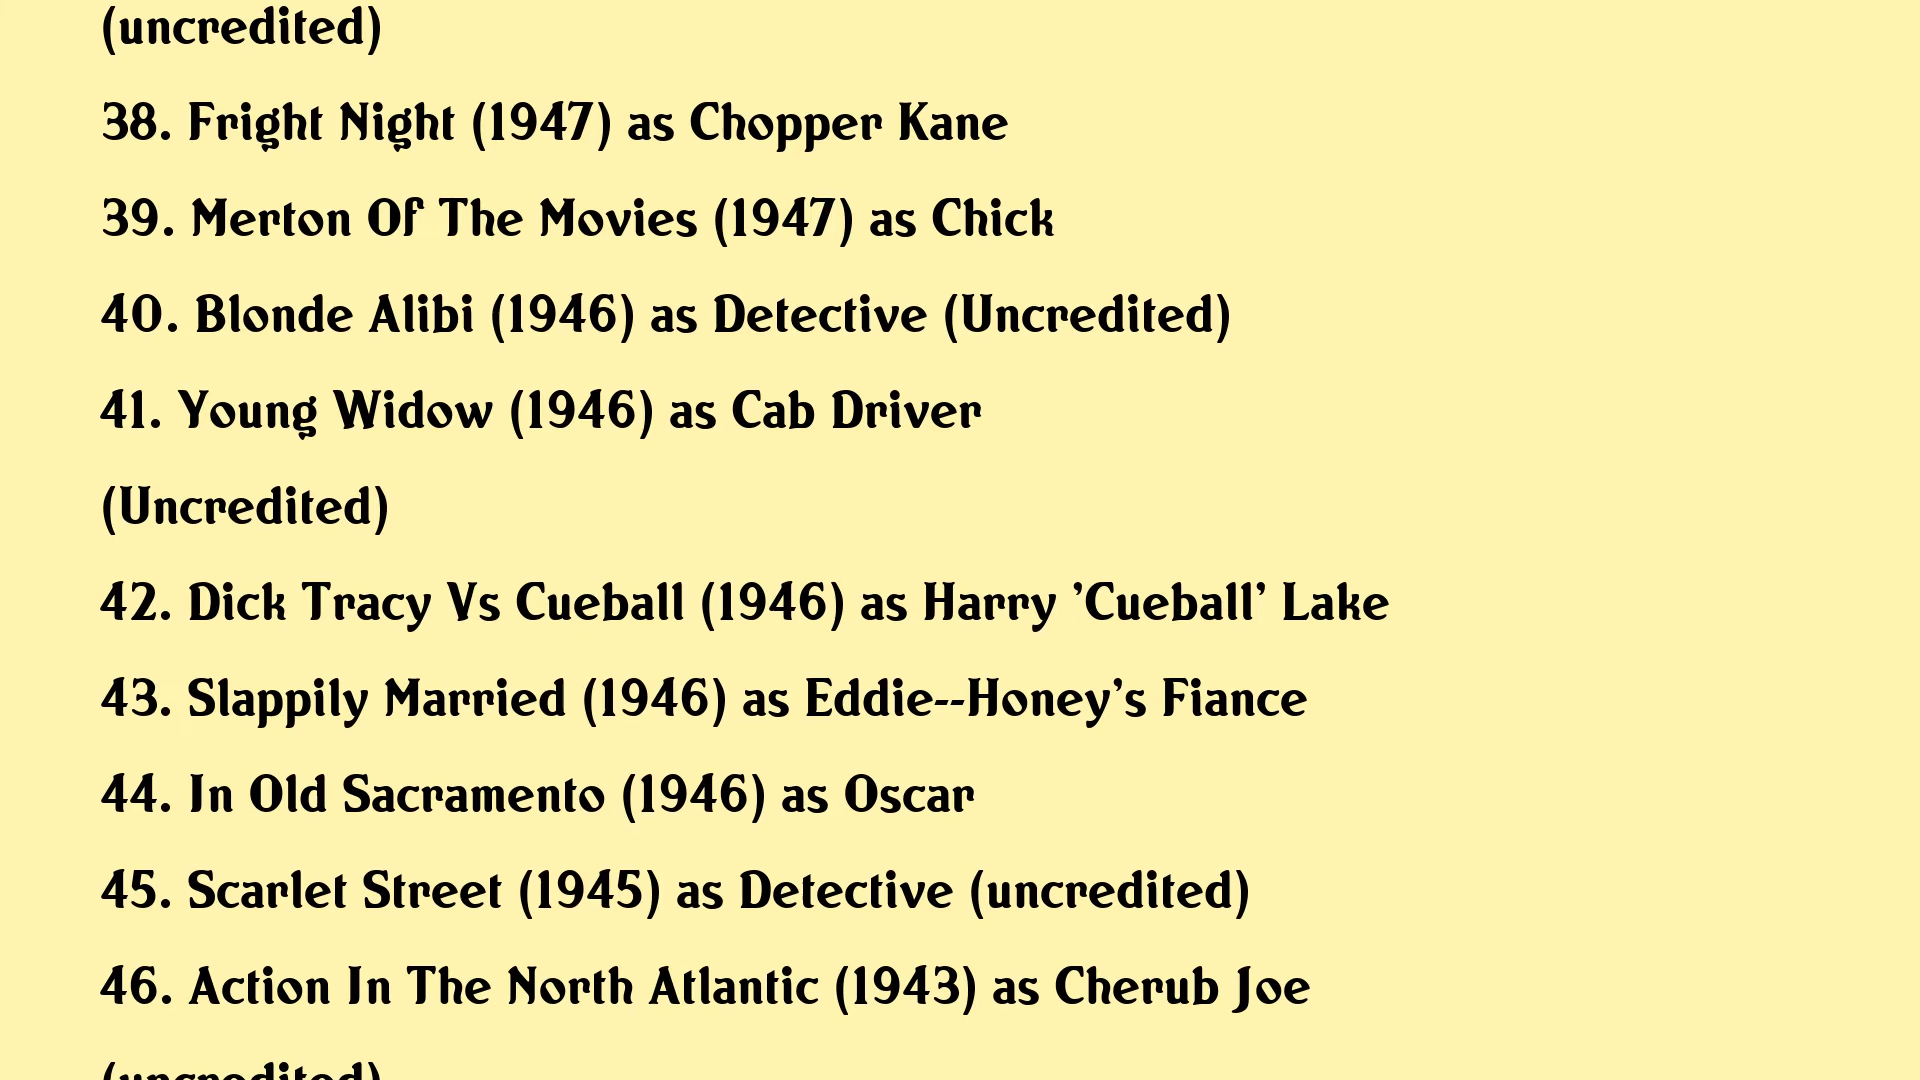 (uncredited)
38. Fright Night (1947) as Chopper Kane
39. Merton Of The Movies (1947) as Chick
40. Blonde Alibi (1946) as Detective (Uncredited)
41. Young Widow (1946) as Cab Driver
(Uncredited)
42. Dick Tracy Vs Cueball (1946) as Harry 'Cueball' Lake
43. Slappily Married (1946) as Eddie--Honey's Fiance
44. In Old Sacramento (1946) as Oscar
45. Scarlet Street (1945) as Detective (uncredited)
46. Action In The North Atlantic (1943) as Cherub Joe
(uncredited)